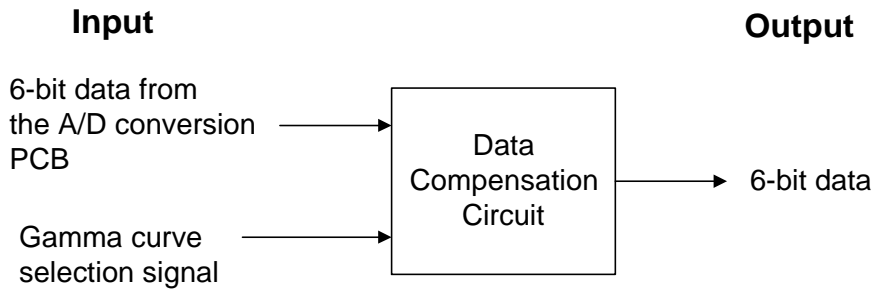 Input
Output
6-bit data from
the A/D conversion
PCB
Data
Compensation
Circuit
6-bit data
Gamma curve
selection signal